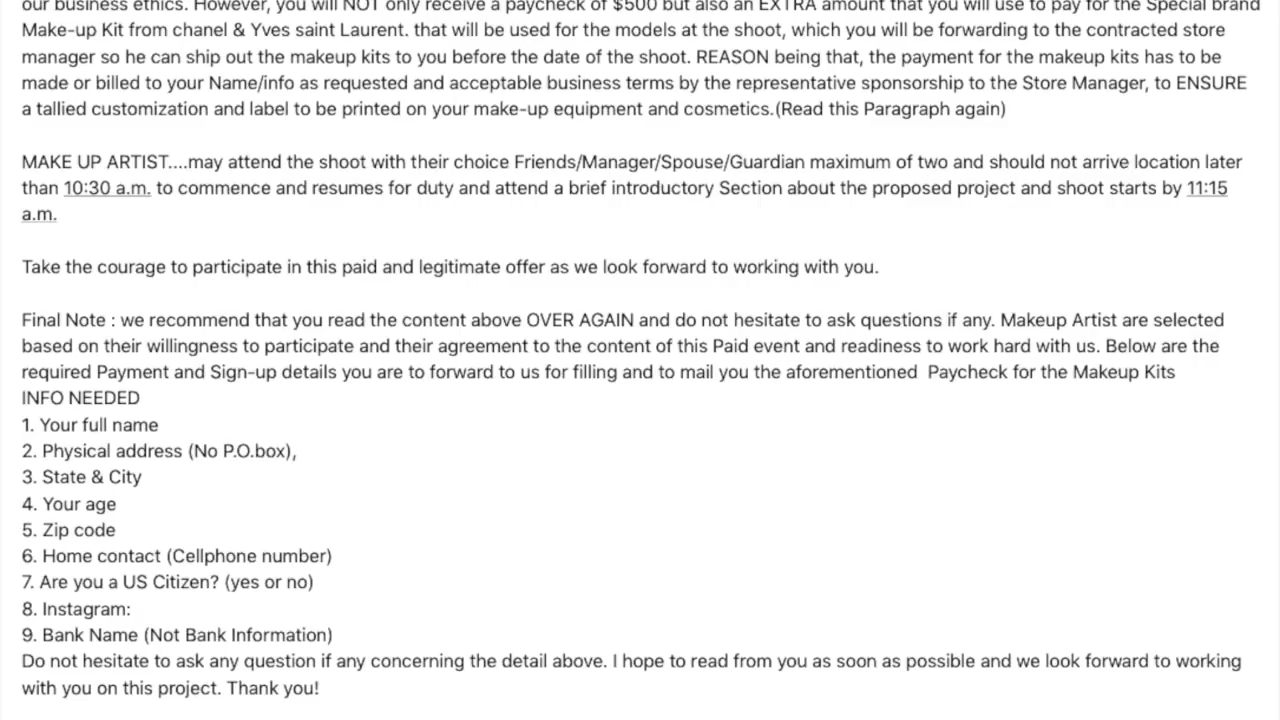 our business ethics. However, you will NOT only receive a paycheck of $500 but also an EXTRA amount that you will use to pay for the Special brand
Make-up Kit from chanel & Yves saint Laurent. that will be used for the models at the shoot, which you will be forwarding to the contracted store
manager so he can ship out the makeup kits to you before the date of the shoot. REASON being that, the payment for the makeup kits has to be
made or billed to your Name/info as requested and acceptable business terms by the representative sponsorship to the Store Manager, to ENSURE
a tallied customization and label to be printed on your make-up equipment and cosmetics.(Read this Paragraph again)
MAKE UP ARTIST....may attend the shoot with their choice Friends/Manager/Spouse/Guardian maximum of two and should not arrive location later
than 10:30 a.m. to commence and resumes for duty and attend a brief introductory Section about the proposed project and shoot starts by 11:15
a.m.
Take the courage to participate in this paid and legitimate offer as we look forward to working with you.
Final Note : we recommend that you read the content above OVER AGAIN and do not hesitate to ask questions if any. Makeup Artist are selected
based on their willingness to participate and their agreement to the content of this Paid event and readiness to work hard with us. Below are the
required Payment and Sign-up details you are to forward to us for filling and to mail you the aforementioned  Paycheck for the Makeup Kits
INFO NEEDED
1. Your full name
2. Physical address (No P.O.box),
3. State & City
4. Your age
5. Zip code
6. Home contact (Cellphone number)
7. Are you a US Citizen? (yes or no)
8. Instagram:
9. Bank Name (Not Bank Information)
Do not hesitate to ask any question if any concerning the detail above. I hope to read from you as soon as possible and we look forward to working
with you on this project. Thank you!